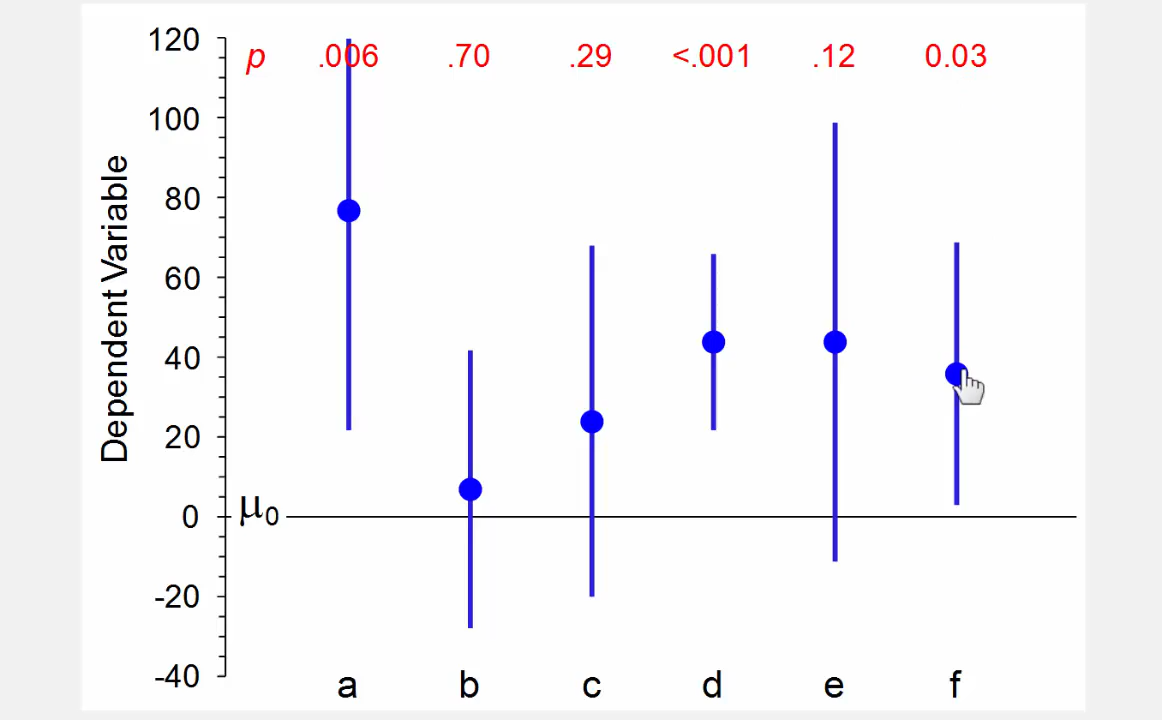 120
p .006 .70 .29 <.001 .12 0.03
100
80
60
40
20
0
μ0
-20
-40
Dependent Variable
a b c d e f